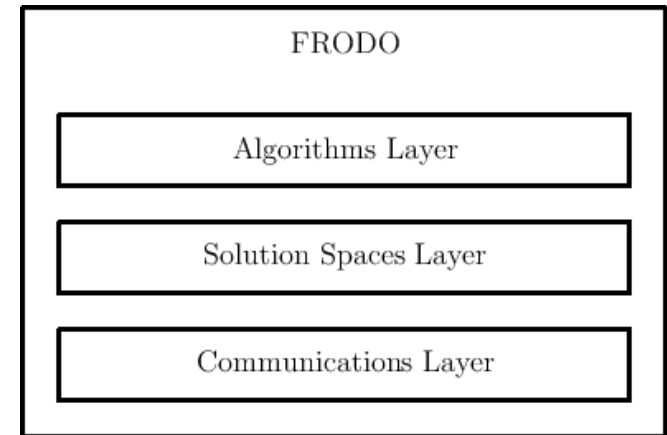 FRODO
Algorithms Layer
Solution Spaces Layer
Communications Layer